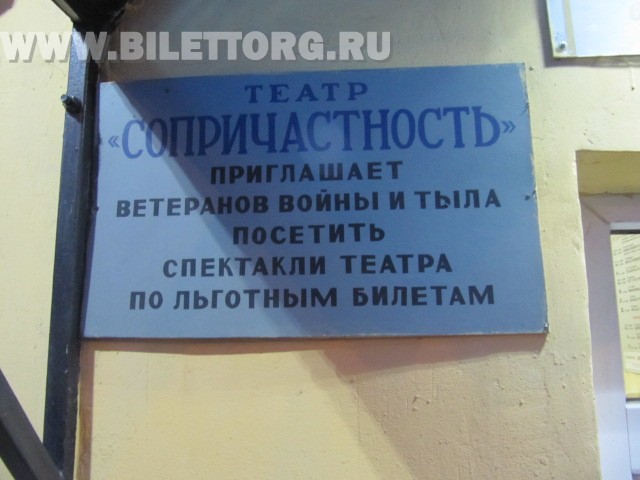 WWW.BILETTORG.RU
ТЕАТР
«СОПРИЧАСТНОСТЬ»
ПРИГЛАШАЕТ
ВЕТЕРАНОВ ВОЙНЫ И ТЫЛА
ПОСЕТИТЬ
СПЕКТАКЛИ ТЕАТРА
ПО ЛЬГОТНЫМ БИЛЕТАМ